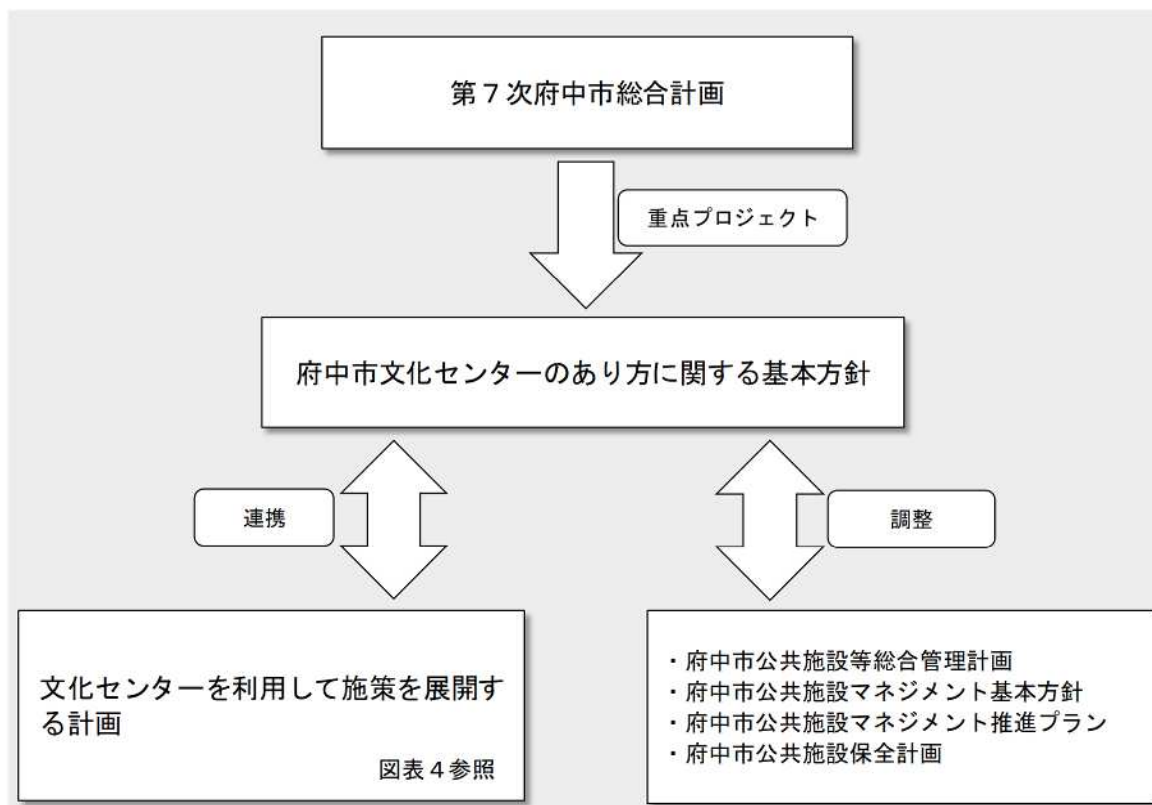 第７次府中市総合計画
重点プロジェクト
府中市文化センターのあり方に関する基本方針
連携
調整
文化センターを利用して施策を展開す
る計画
図表４参照
・府中市公共施設等総合管理計画
・府中市公共施設マネジメント基本方針
・府中市公共施設マネジメント推進プラン
・府中市公共施設保全計画